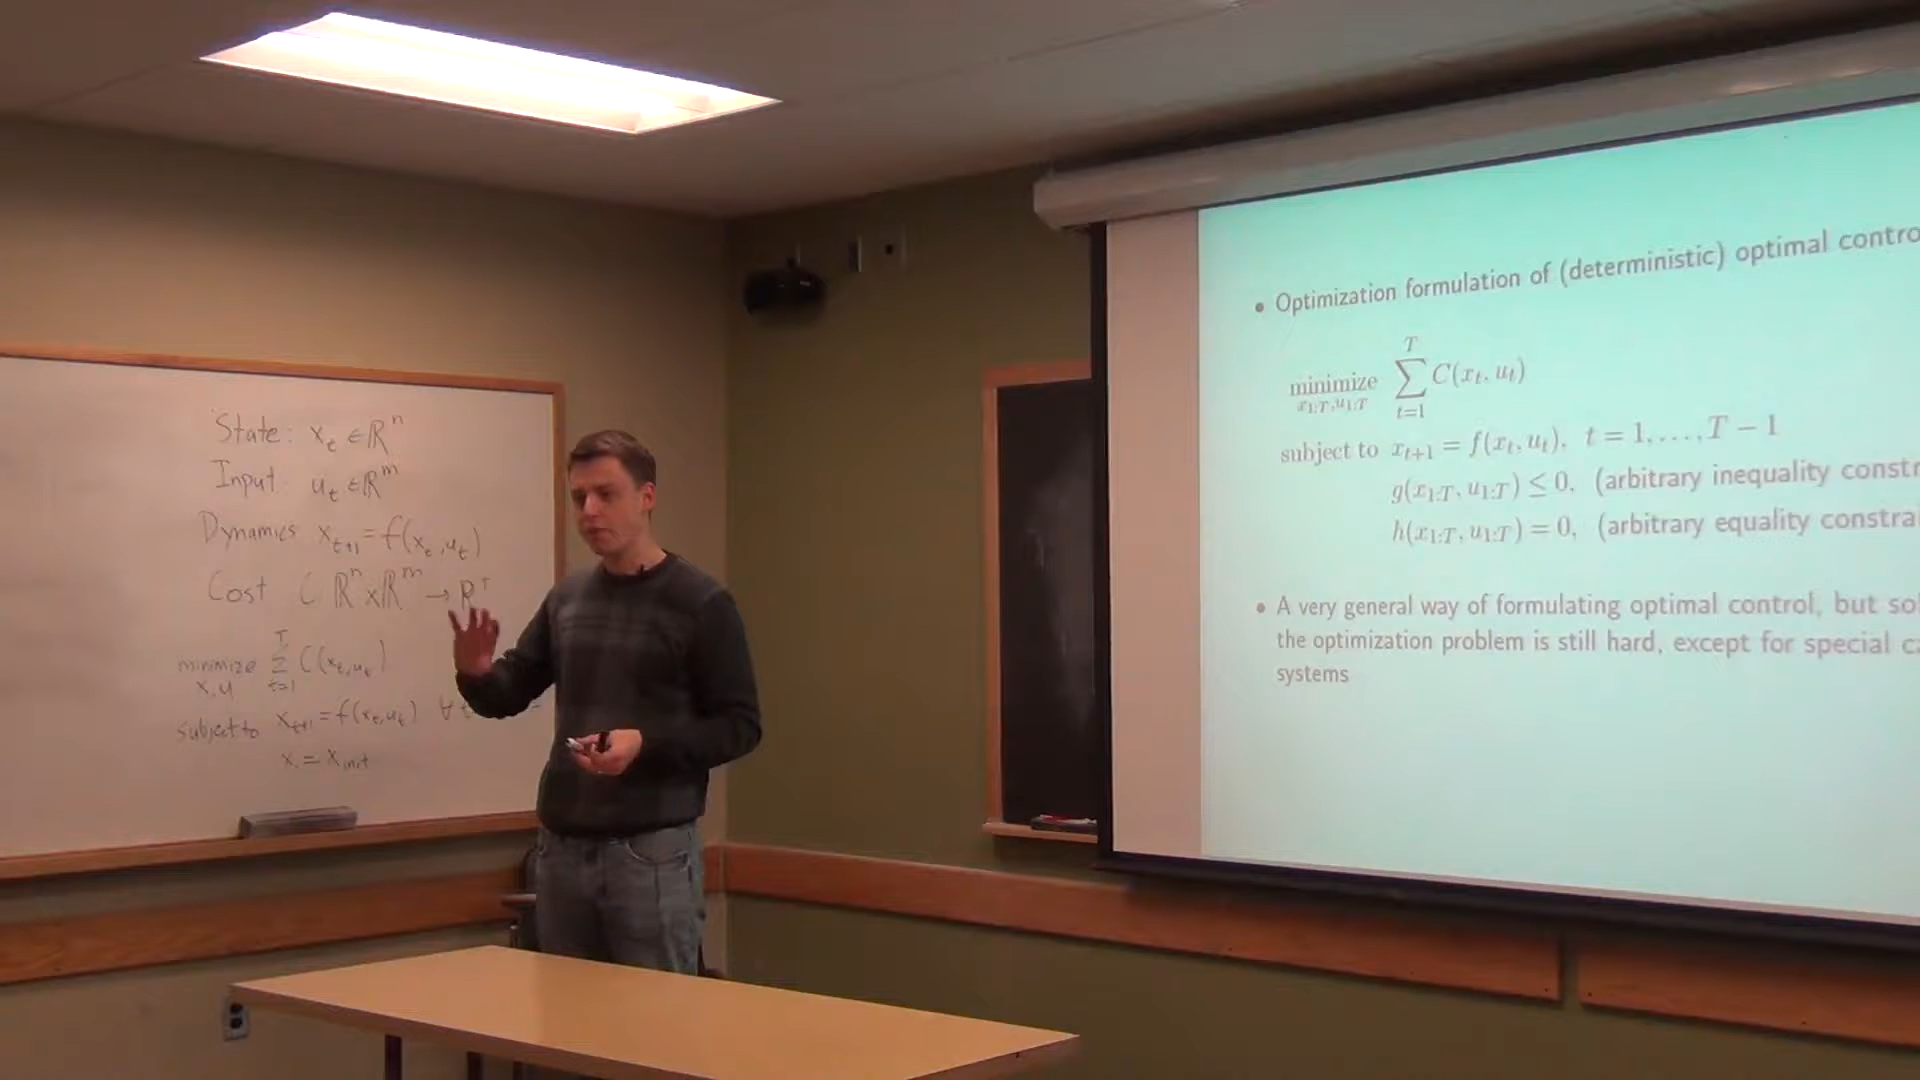 State: xₜ ∈ ℝⁿ
Input: uₜ ∈ ℝᵐ
Dynamics xₜ₊₁ = f(xₜ, uₜ)
Cost C ℝⁿ × ℝᵐ → ℝ
minimize Σ C(xₜ, uₜ)
x, u t=1 T
subject to xₜ₊₁ = f(xₜ, uₜ) ∀ t
x₁ = x_init
• Optimization formulation of (deterministic) optimal contro
minimize Σ C(xₜ, uₜ)
x₁:T, u₁:T t=1 T
subject to xₜ₊₁ = f(xₜ, uₜ), t = 1, . . . , T − 1
g(x₁:T, u₁:T) ≤ 0, (arbitrary inequality constr
h(x₁:T, u₁:T) = 0, (arbitrary equality constra
• A very general way of formulating optimal control, but so
the optimization problem is still hard, except for special c
systems